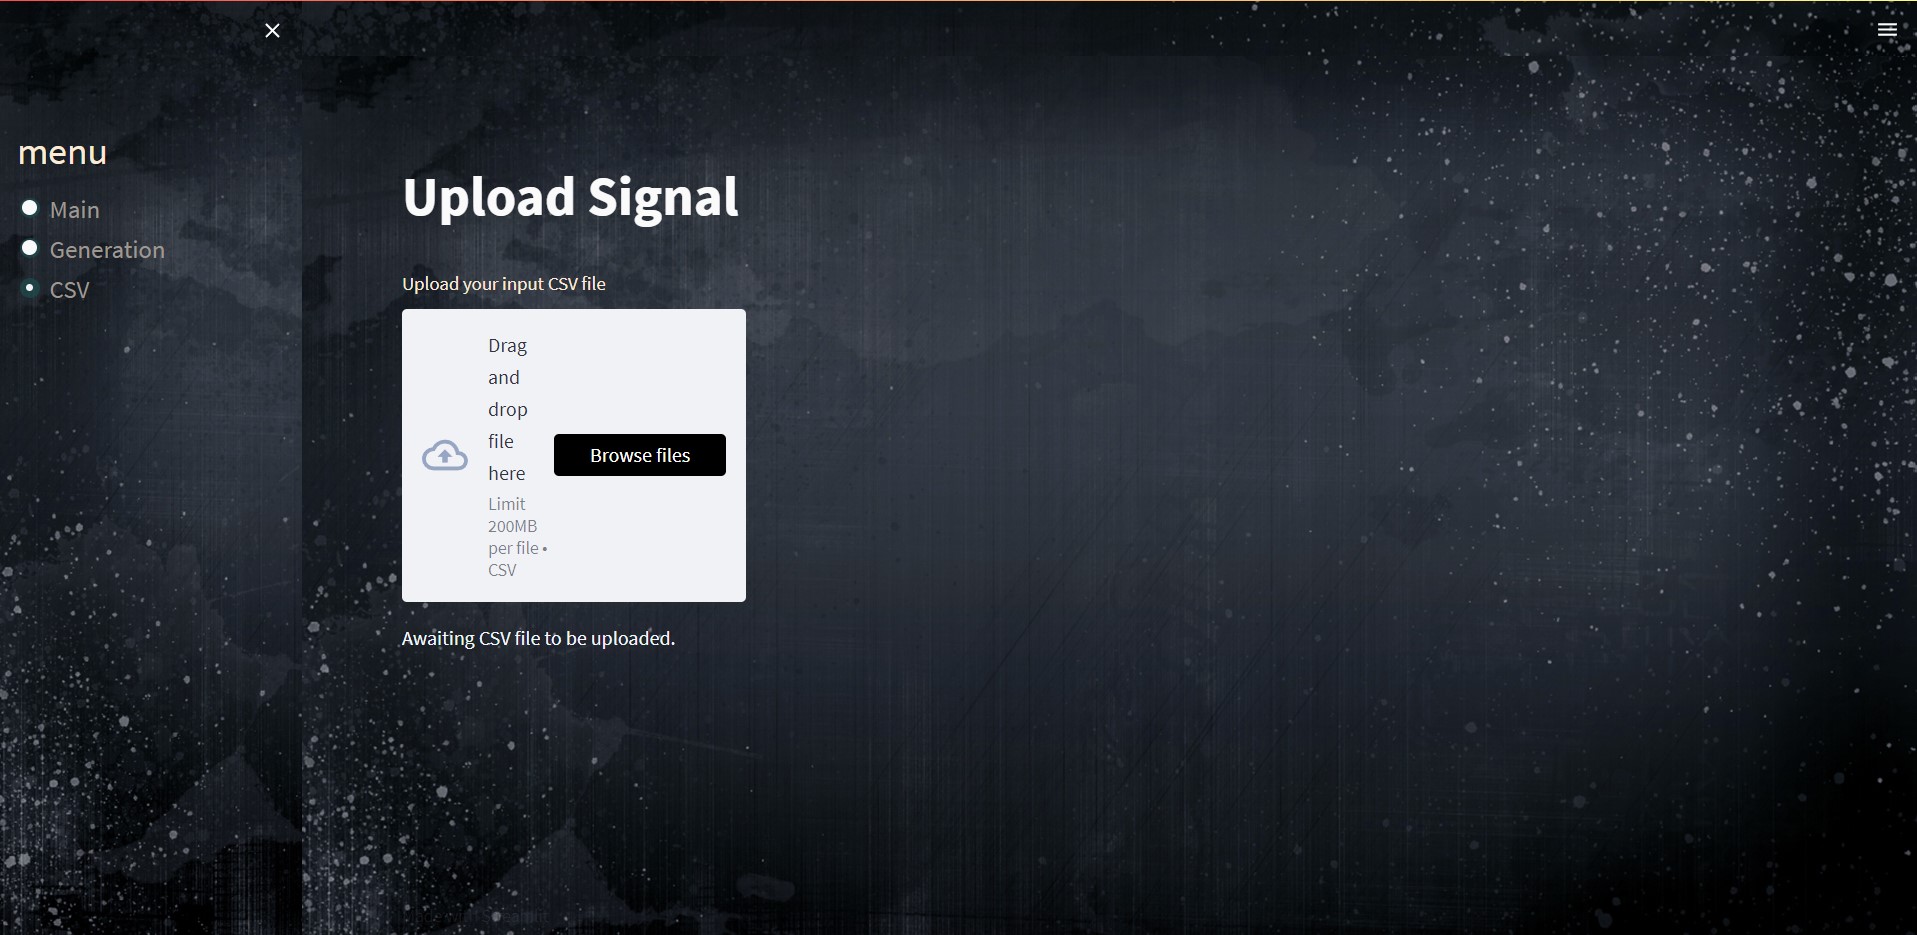 menu
Main
Generation
CSV
Upload Signal
Upload your input CSV file
Drag
and
drop
file
here
Limit
200MB
per file •
CSV
Browse files
Awaiting CSV file to be uploaded.